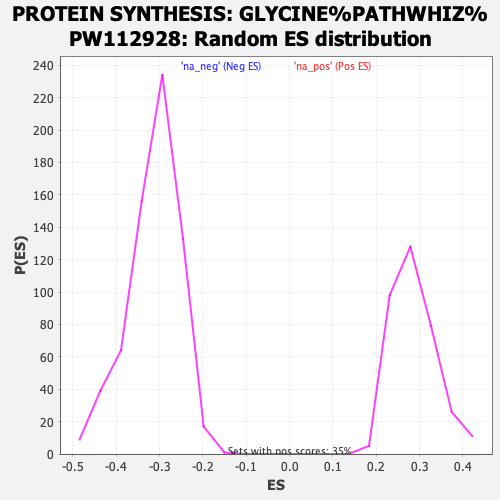 PROTEIN SYNTHESIS: GLYCINE%PATHWHIZ%
PW112928: Random ES distribution
'na_neg' (Neg ES) 'na_pos' (Pos ES)
240
220
200
180
160
140
120
100
80
60
40
20
0
P(ES)
Sets with pos scores: 35%
-0.5 -0.4 -0.3 -0.2 -0.1 0.0 0.1 0.2 0.3 0.4
ES